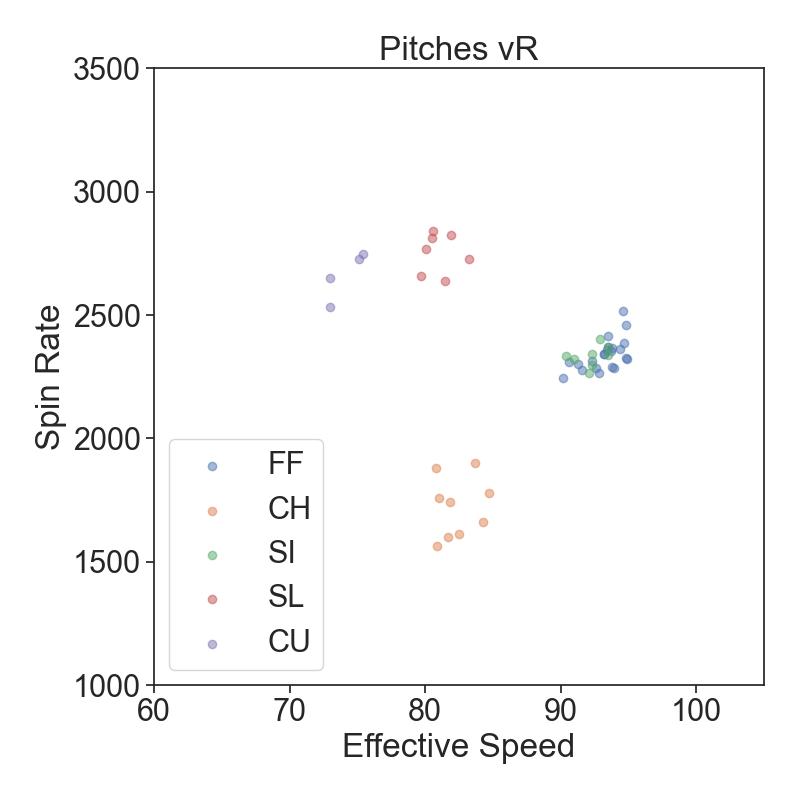 Pitches vR
3500
3000
2500
2000
1500
1000
Spin Rate
FF
CH
SI
SL
CU
60 70 80 90 100
Effective Speed